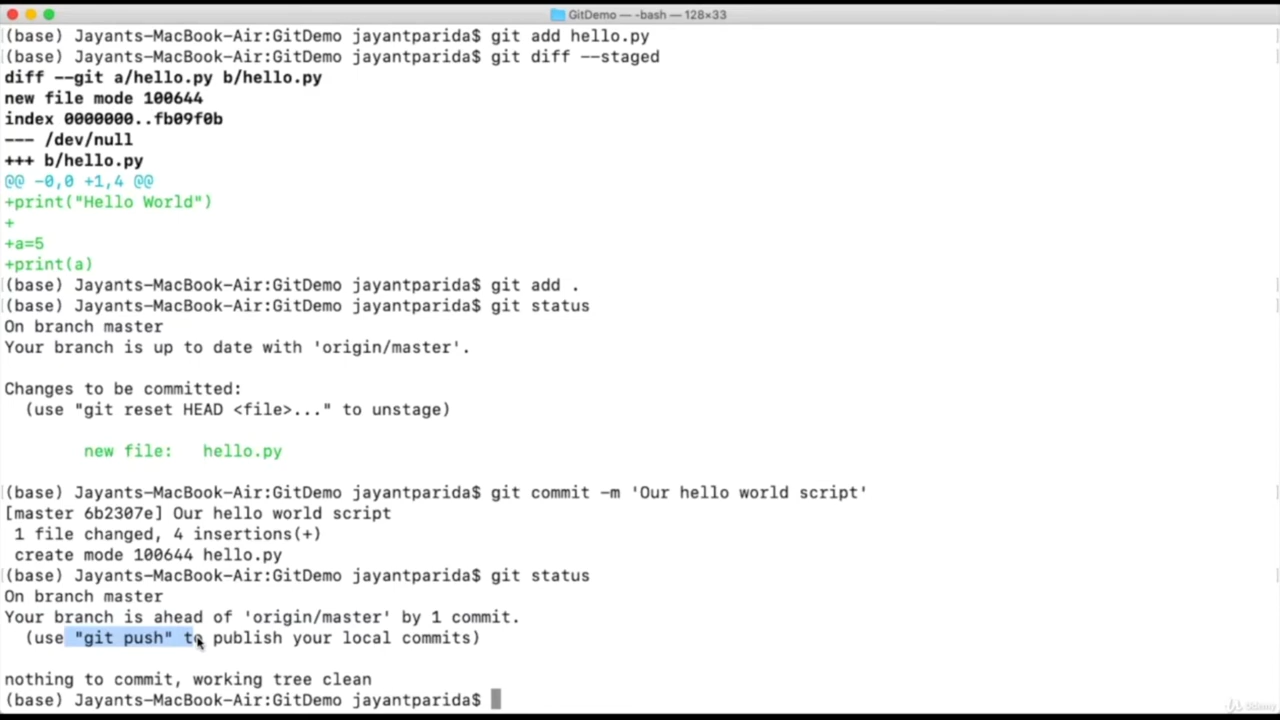 GitDemo — -bash — 128×33
(base) Jayants-MacBook-Air:GitDemo jayantparida$ git add hello.py
(base) Jayants-MacBook-Air:GitDemo jayantparida$ git diff --staged
diff --git a/hello.py b/hello.py
new file mode 100644
index 0000000..fb09f0b
--- /dev/null
+++ b/hello.py
@@ -0,0 +1,4 @@
+print("Hello World")
+
+a=5
+print(a)
(base) Jayants-MacBook-Air:GitDemo jayantparida$ git add .
(base) Jayants-MacBook-Air:GitDemo jayantparida$ git status
On branch master
Your branch is up to date with 'origin/master'.
Changes to be committed:
  (use "git reset HEAD <file>..." to unstage)
        new file:   hello.py
(base) Jayants-MacBook-Air:GitDemo jayantparida$ git commit -m 'Our hello world script'
[master 6b2307e] Our hello world script
 1 file changed, 4 insertions(+)
 create mode 100644 hello.py
(base) Jayants-MacBook-Air:GitDemo jayantparida$ git status
On branch master
Your branch is ahead of 'origin/master' by 1 commit.
  (use "git push" to publish your local commits)
nothing to commit, working tree clean
(base) Jayants-MacBook-Air:GitDemo jayantparida$
Udemy